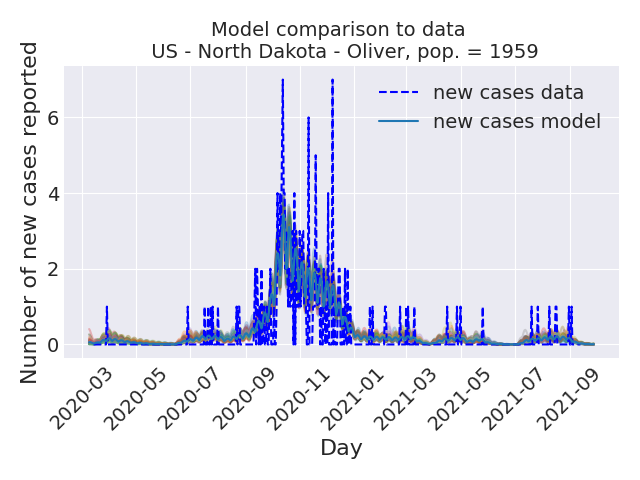 Model comparison to data
US - North Dakota - Oliver, pop. = 1959
Number of new cases reported
6
4
2
0
new cases data
new cases model
2020-03
2020-05
2020-07
2020-09
2020-11
2021-01
2021-03
2021-05
2021-07
2021-09
Day